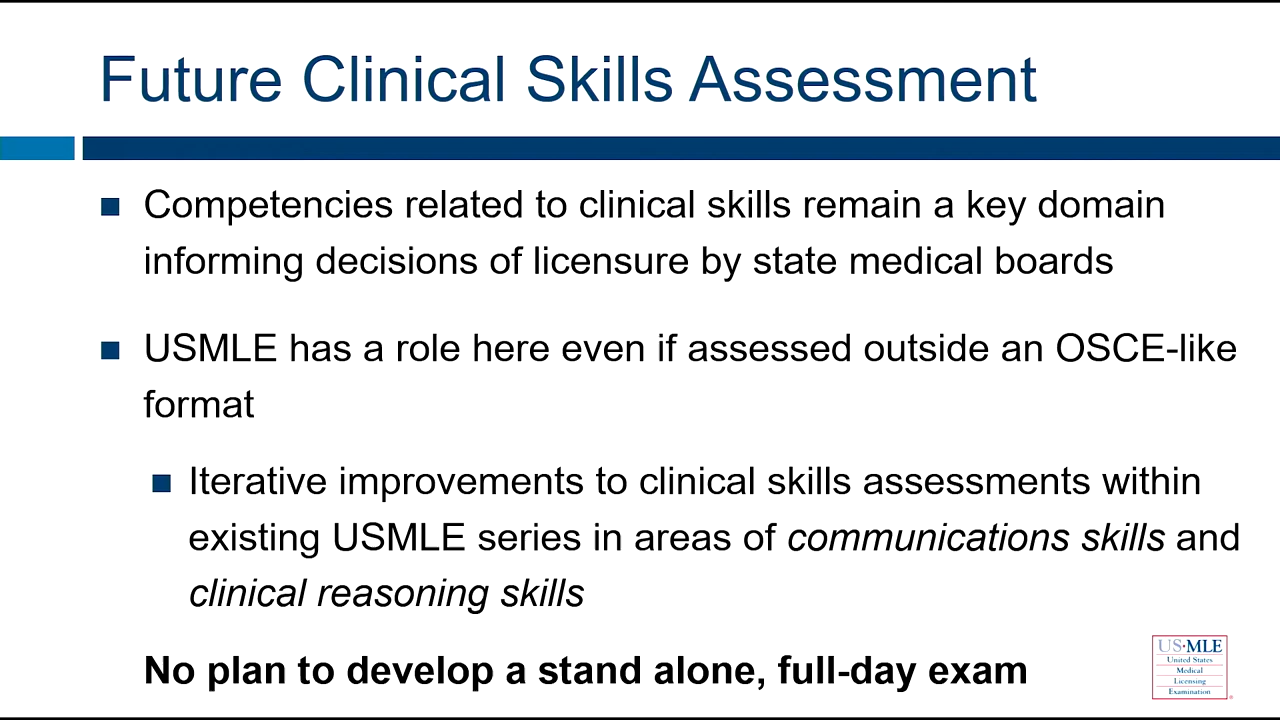 Future Clinical Skills Assessment
Competencies related to clinical skills remain a key domain
informing decisions of licensure by state medical boards
USMLE has a role here even if assessed outside an OSCE-like
format
Iterative improvements to clinical skills assessments within
existing USMLE series in areas of communications skills and
clinical reasoning skills
No plan to develop a stand alone, full-day exam
US·MLE
United States
Medical
Licensing
Examination
®